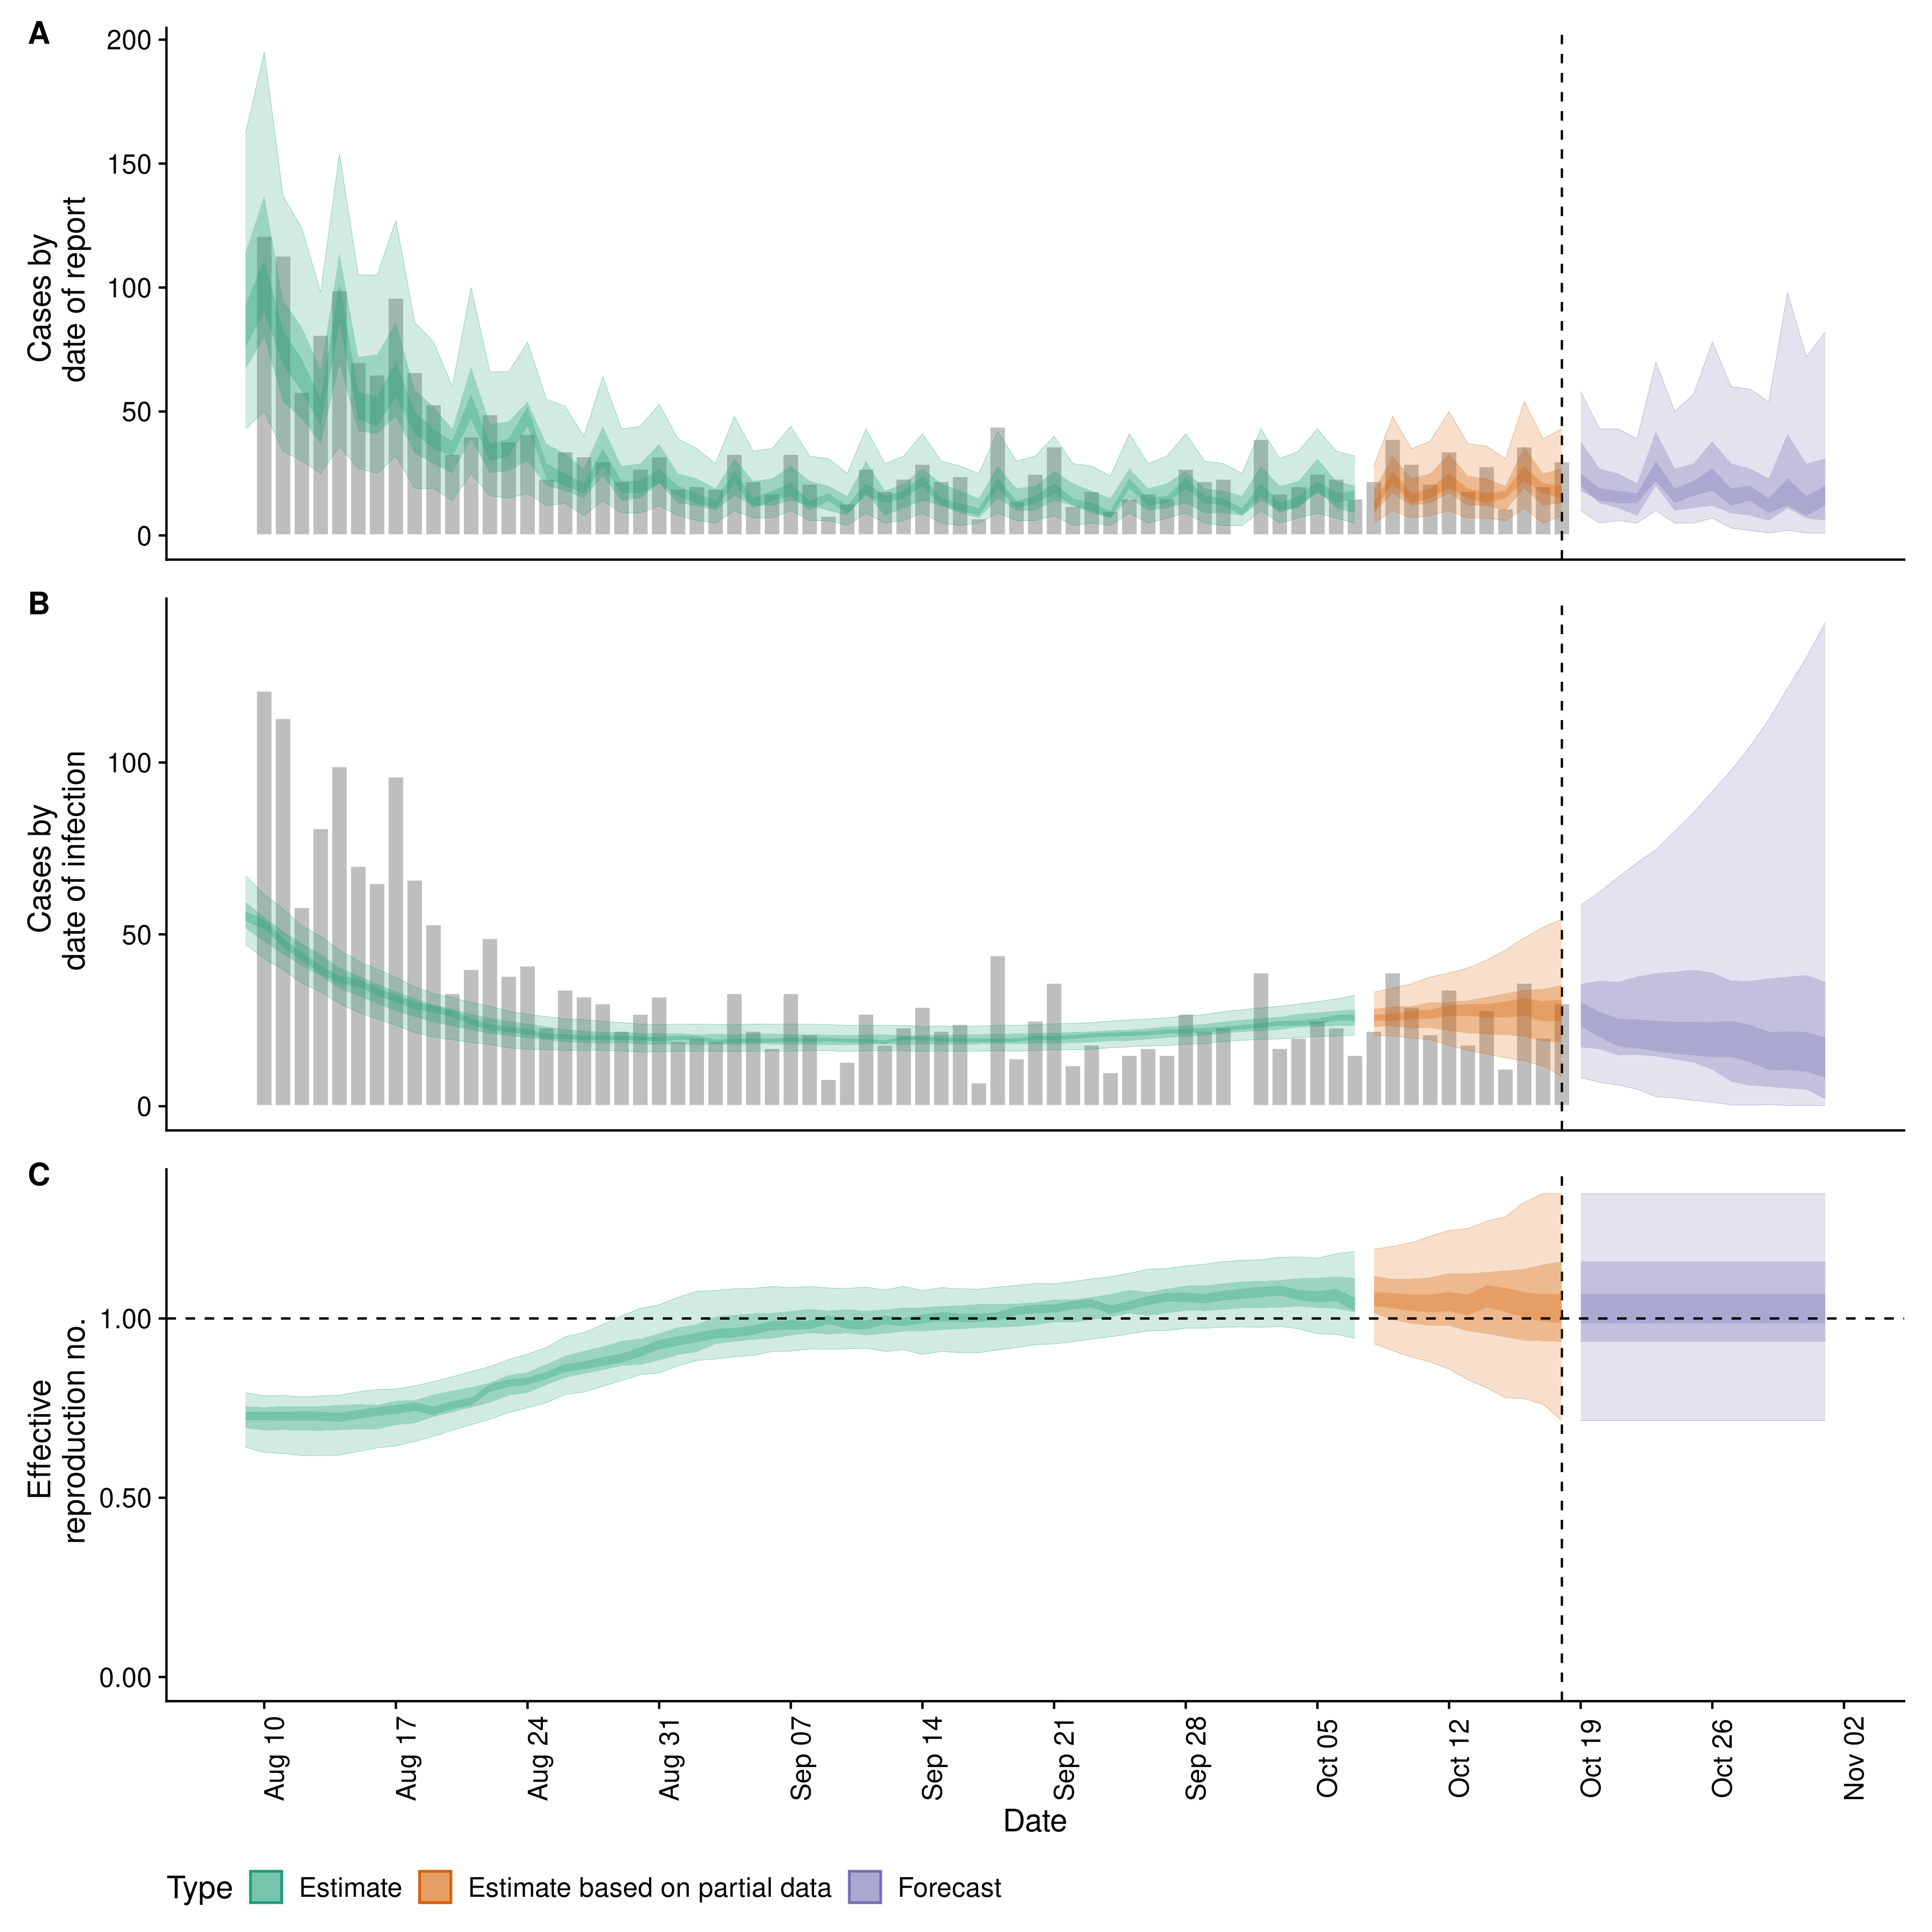 A
200
150
100
50
0
Cases by
date of report
B
100
50
0
Cases by
date of infection
C
1.00
0.50
0.00
Effective
reproduction no.
Aug 10
Aug 17
Aug 24
Aug 31
Sep 07
Sep 14
Sep 21
Sep 28
Oct 05
Oct 12
Oct 19
Oct 26
Nov 02
Date
Type Estimate Estimate based on partial data Forecast